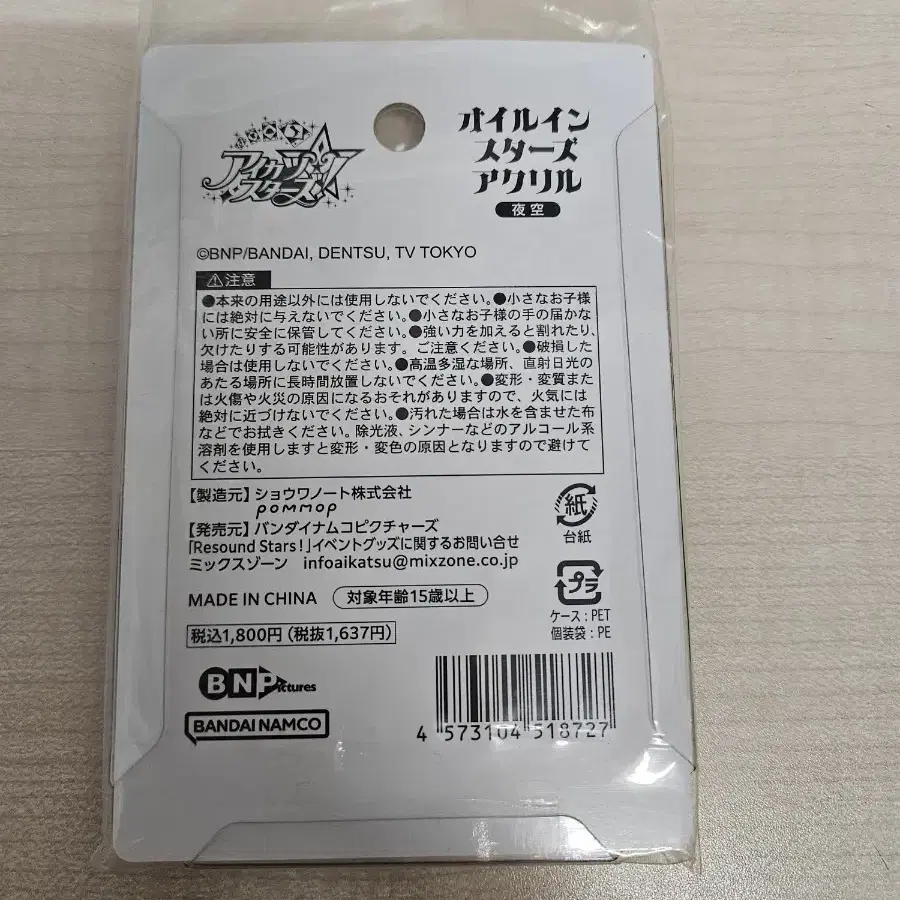 アイカツ
スターズ!
オイルイン
スターズ
アクリル
夜空
©BNP/BANDAI, DENTSU, TV TOKYO
⚠注意
●本来の用途以外には使用しないでください。●小さなお子様
には絶対に与えないでください。●小さなお子様の手の届かな
い所に安全に保管してください。●強い力を加えると割れたり、
欠けたりする可能性があります。ご注意ください。●破損した
場合は使用しないでください。●高温多湿な場所、直射日光の
あたる場所に長時間放置しないでください。●変形・変質また
は火傷や火災の原因になるおそれがありますので、火気には
絶対に近づけないでください。●汚れた場合は水を含ませた布
などでお拭きください。除光液、シンナーなどのアルコール系
溶剤を使用しますと変形・変色の原因となりますので避けて
ください。
【製造元】ショウワノート株式会社
pommop
【発売元】バンダイナムコピクチャーズ
「Resound Stars!」イベントグッズに関するお問い合せ
ミックスゾーン infoaikatsu@mixzone.co.jp
紙
台紙
MADE IN CHINA 対象年齢15歳以上
プラ
ケース:PET
個装袋:PE
税込1,800円(税抜1,637円)
BNPictures
BANDAI NAMCO
4 573104 518727